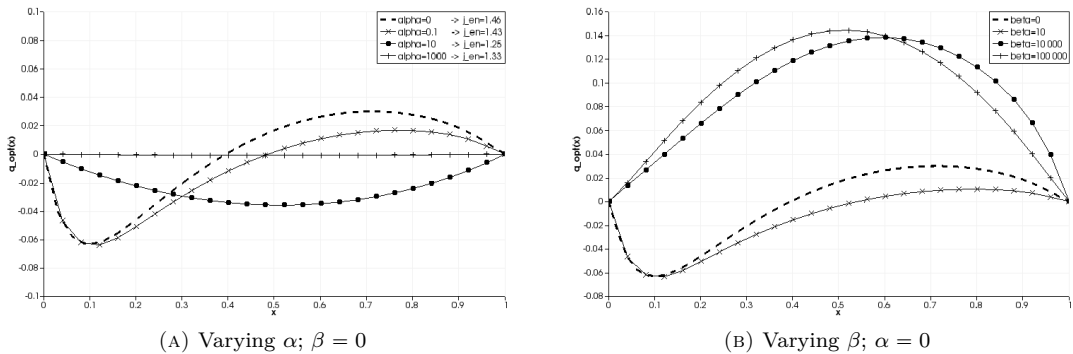 0.1
0.08
0.06
0.04
0.02
0
-0.02
-0.04
-0.06
-0.08
-0.1
q_opf(x)
0 0.1 0.2 0.3 0.4 0.5 0.6 0.7 0.8 0.9 1
x
alpha=0 -> j_en=1.46
alpha=0.1 -> j_en=1.43
alpha=10 -> j_en=1.25
alpha=1000 -> j_en=1.33
(A) Varying α; β = 0
0.16
0.14
0.12
0.1
0.08
0.06
0.04
0.02
0
-0.02
-0.04
-0.06
-0.08
q_opf(x)
0 0.1 0.2 0.3 0.4 0.5 0.6 0.7 0.8 0.9 1
x
beta=0
beta=10
beta=10 000
beta=100 000
(B) Varying β; α = 0